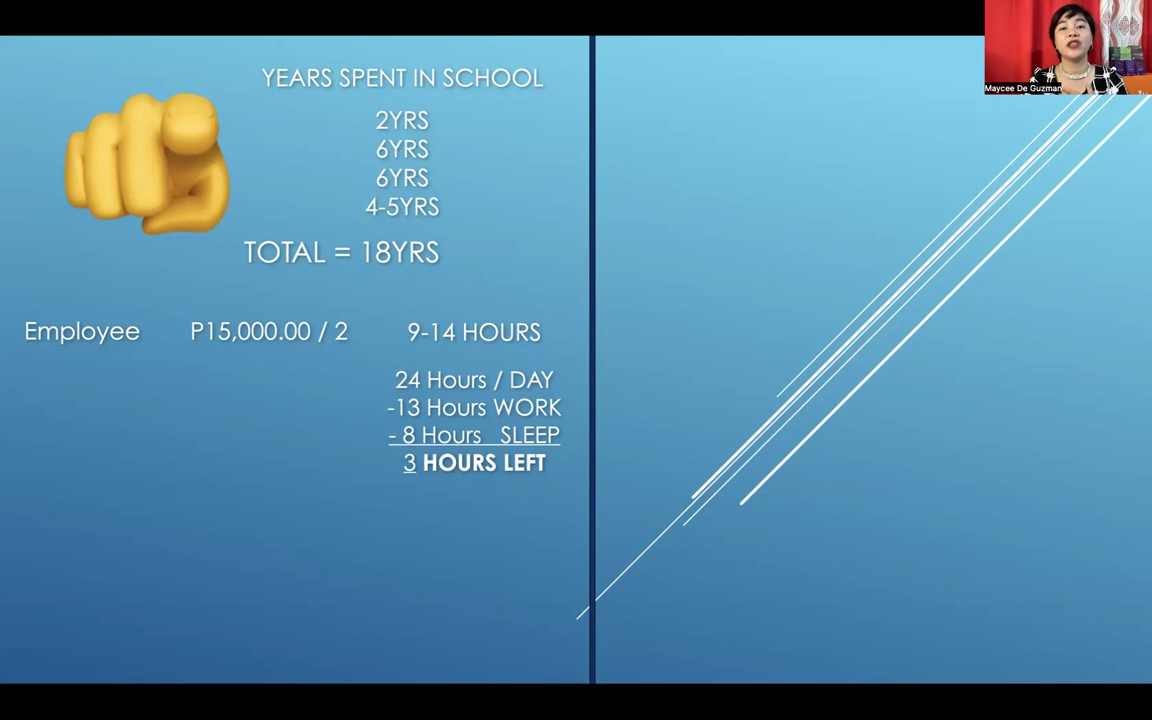 YEARS SPENT IN SCHOOL
2YRS
6YRS
6YRS
4-5YRS
TOTAL = 18YRS
Employee P15,000.00 / 2 9-14 HOURS
24 Hours / DAY
-13 Hours WORK
- 8 Hours SLEEP
3 HOURS LEFT
Maycee De Guzman